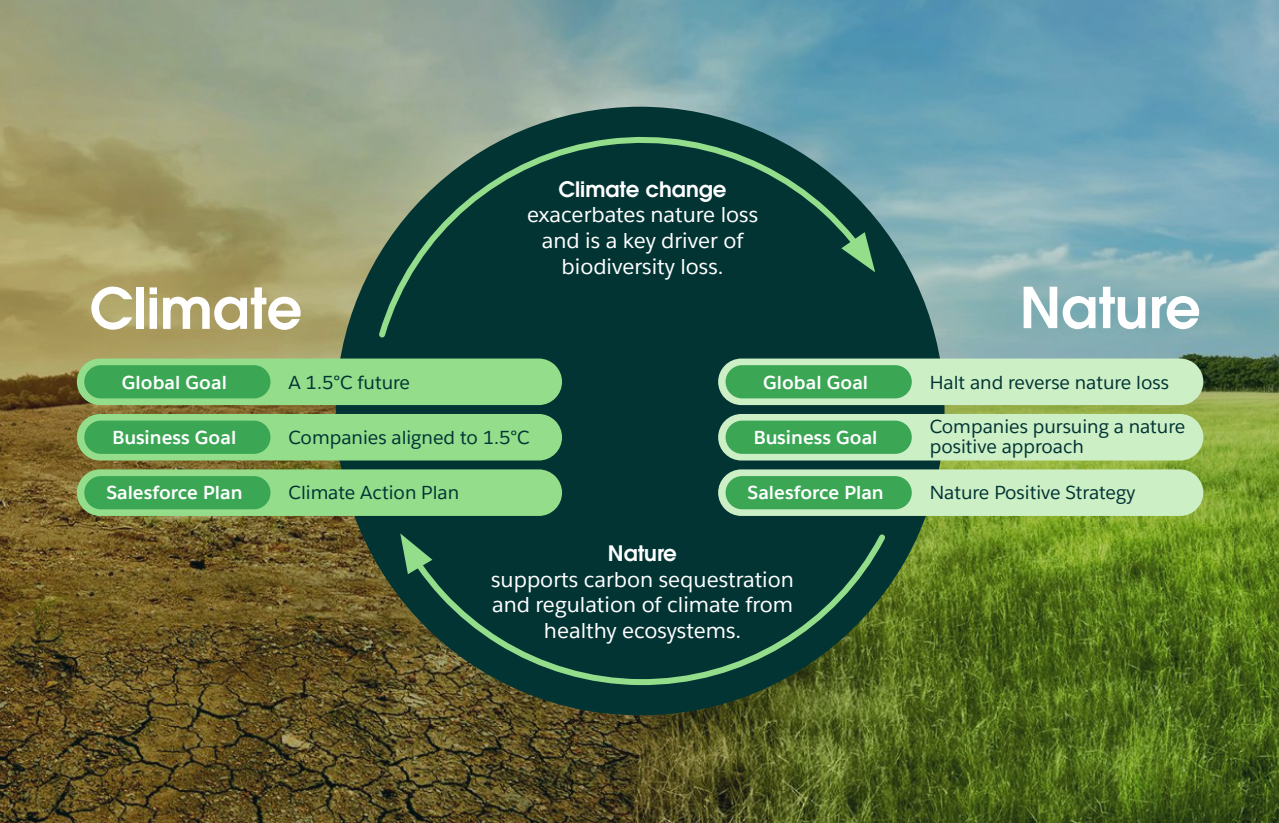 Climate change
exacerbates nature loss
and is a key driver of
biodiversity loss.
Climate
Global Goal A 1.5°C future
Business Goal Companies aligned to 1.5°C
Salesforce Plan Climate Action Plan
Nature
Global Goal Halt and reverse nature loss
Business Goal Companies pursuing a nature
positive approach
Salesforce Plan Nature Positive Strategy
Nature
supports carbon sequestration
and regulation of climate from
healthy ecosystems.